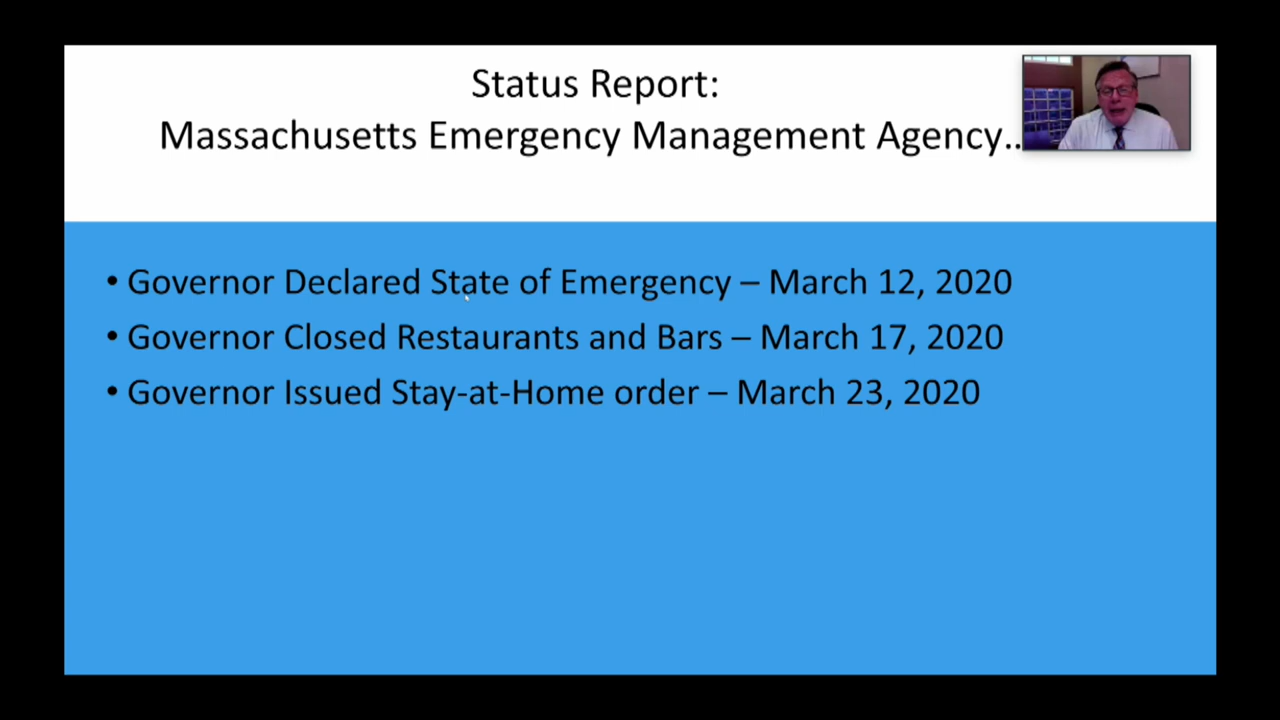 Status Report:
Massachusetts Emergency Management Agency..
• Governor Declared State of Emergency – March 12, 2020
• Governor Closed Restaurants and Bars – March 17, 2020
• Governor Issued Stay-at-Home order – March 23, 2020